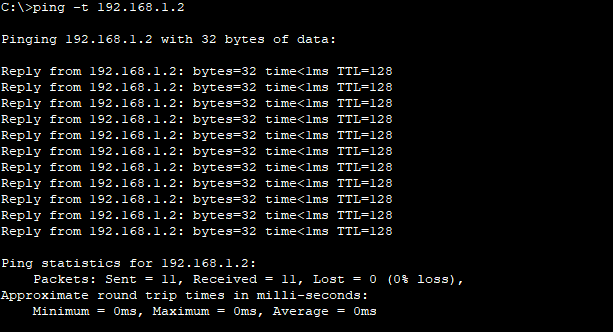 C:\>ping -t 192.168.1.2
Pinging 192.168.1.2 with 32 bytes of data:
Reply from 192.168.1.2: bytes=32 time<1ms TTL=128
Reply from 192.168.1.2: bytes=32 time<1ms TTL=128
Reply from 192.168.1.2: bytes=32 time<1ms TTL=128
Reply from 192.168.1.2: bytes=32 time<1ms TTL=128
Reply from 192.168.1.2: bytes=32 time<1ms TTL=128
Reply from 192.168.1.2: bytes=32 time<1ms TTL=128
Reply from 192.168.1.2: bytes=32 time<1ms TTL=128
Reply from 192.168.1.2: bytes=32 time<1ms TTL=128
Reply from 192.168.1.2: bytes=32 time<1ms TTL=128
Reply from 192.168.1.2: bytes=32 time<1ms TTL=128
Reply from 192.168.1.2: bytes=32 time<1ms TTL=128
Ping statistics for 192.168.1.2:
    Packets: Sent = 11, Received = 11, Lost = 0 (0% loss),
Approximate round trip times in milli-seconds:
    Minimum = 0ms, Maximum = 0ms, Average = 0ms